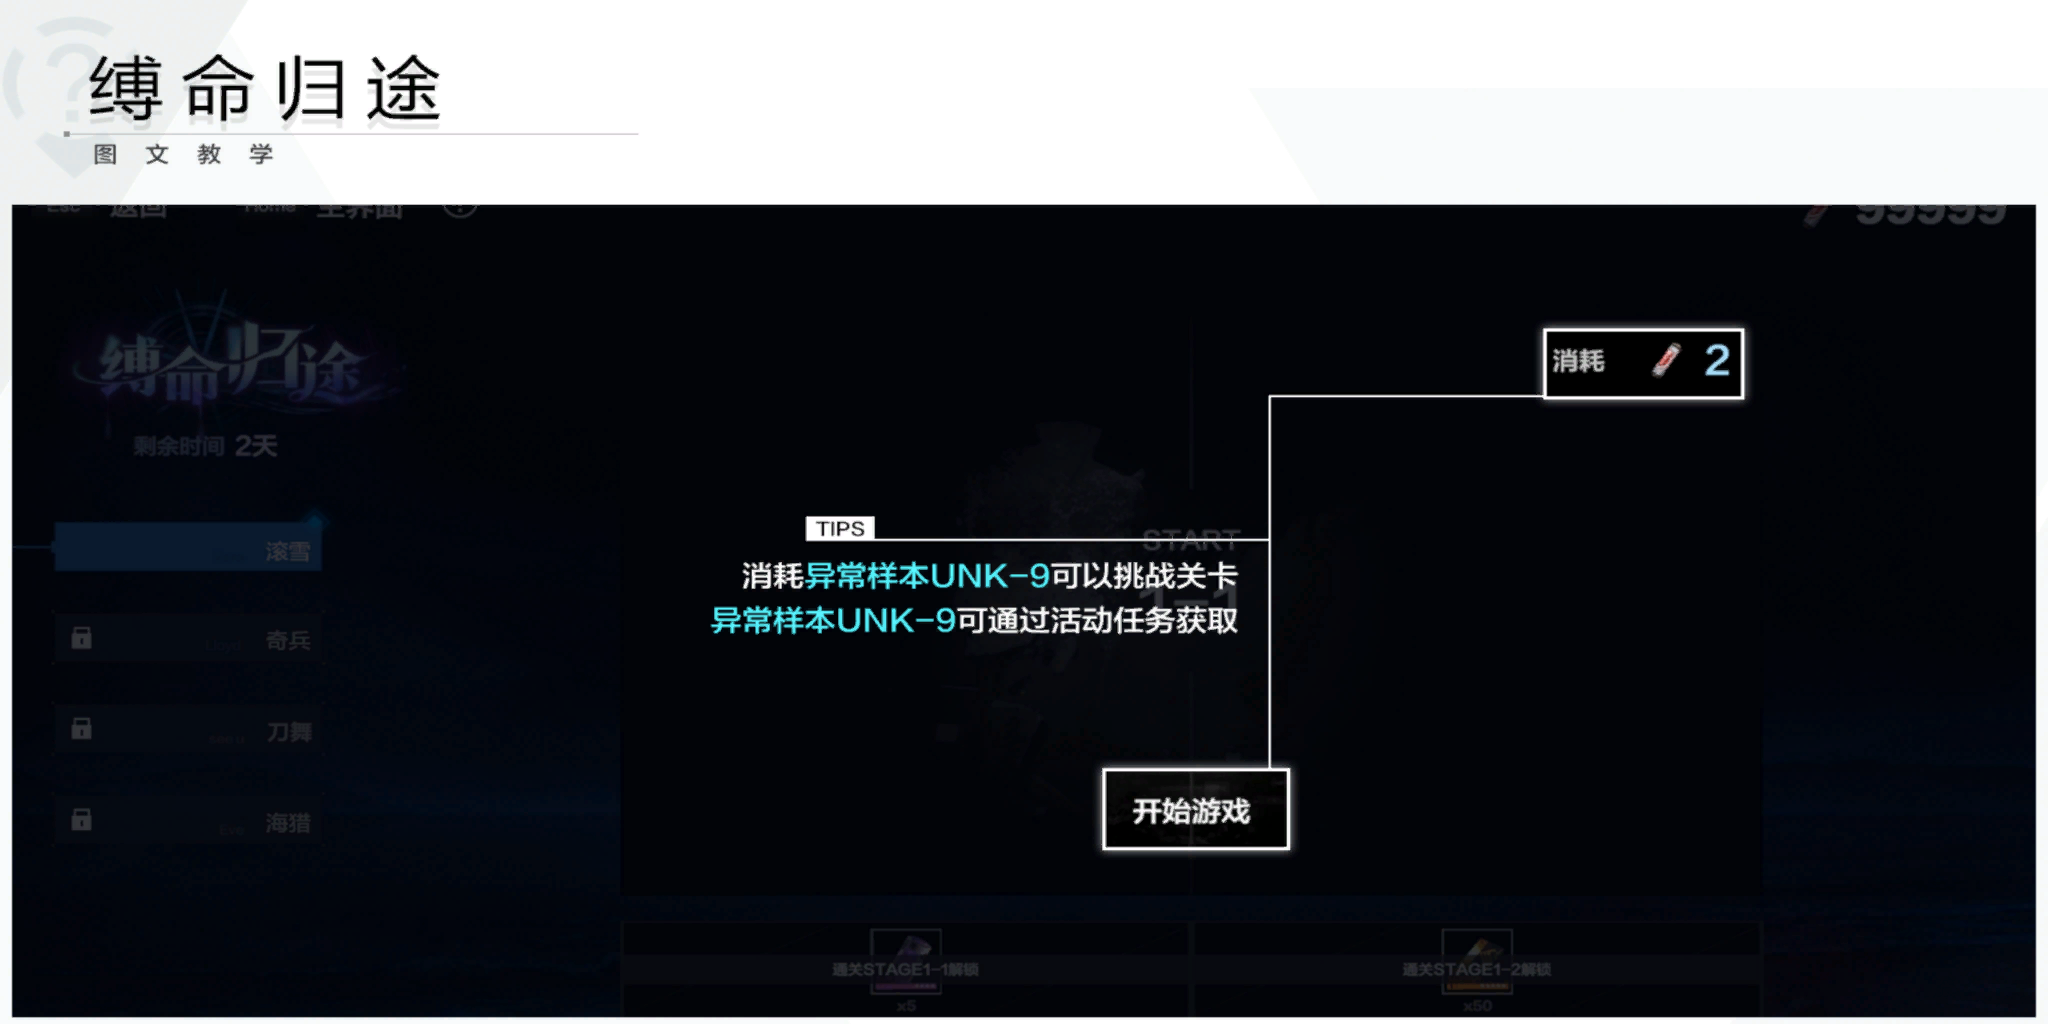 缚命归途
图文教学
Esc 返回 Home 主界面
99999
缚命归途
剩余时间 2天
消耗 2
滚雪
TIPS
START
消耗异常样本UNK-9可以挑战关卡
1-1
异常样本UNK-9可通过活动任务获取
奇兵
刀舞
海猎
开始游戏
通关STAGE1-1解锁
通关STAGE1-2解锁
x5
x50